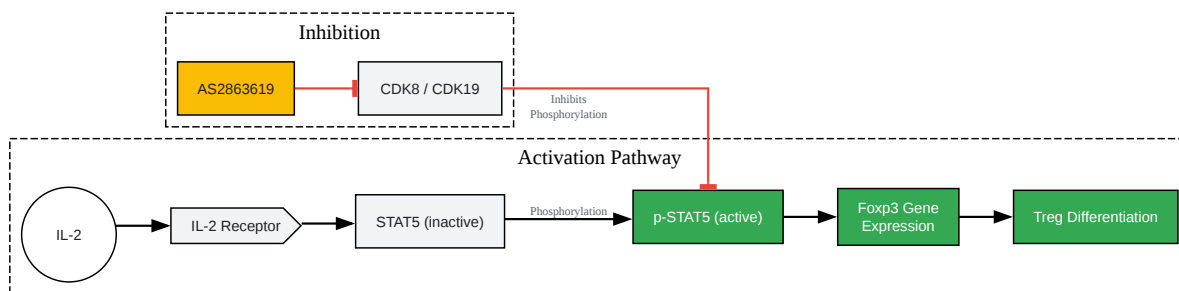 Inhibition
AS2863619
CDK8 / CDK19
Inhibits
Phosphorylation
Activation Pathway
IL-2
IL-2 Receptor
STAT5 (inactive)
Phosphorylation
p-STAT5 (active)
Foxp3 Gene
Expression
Treg Differentiation